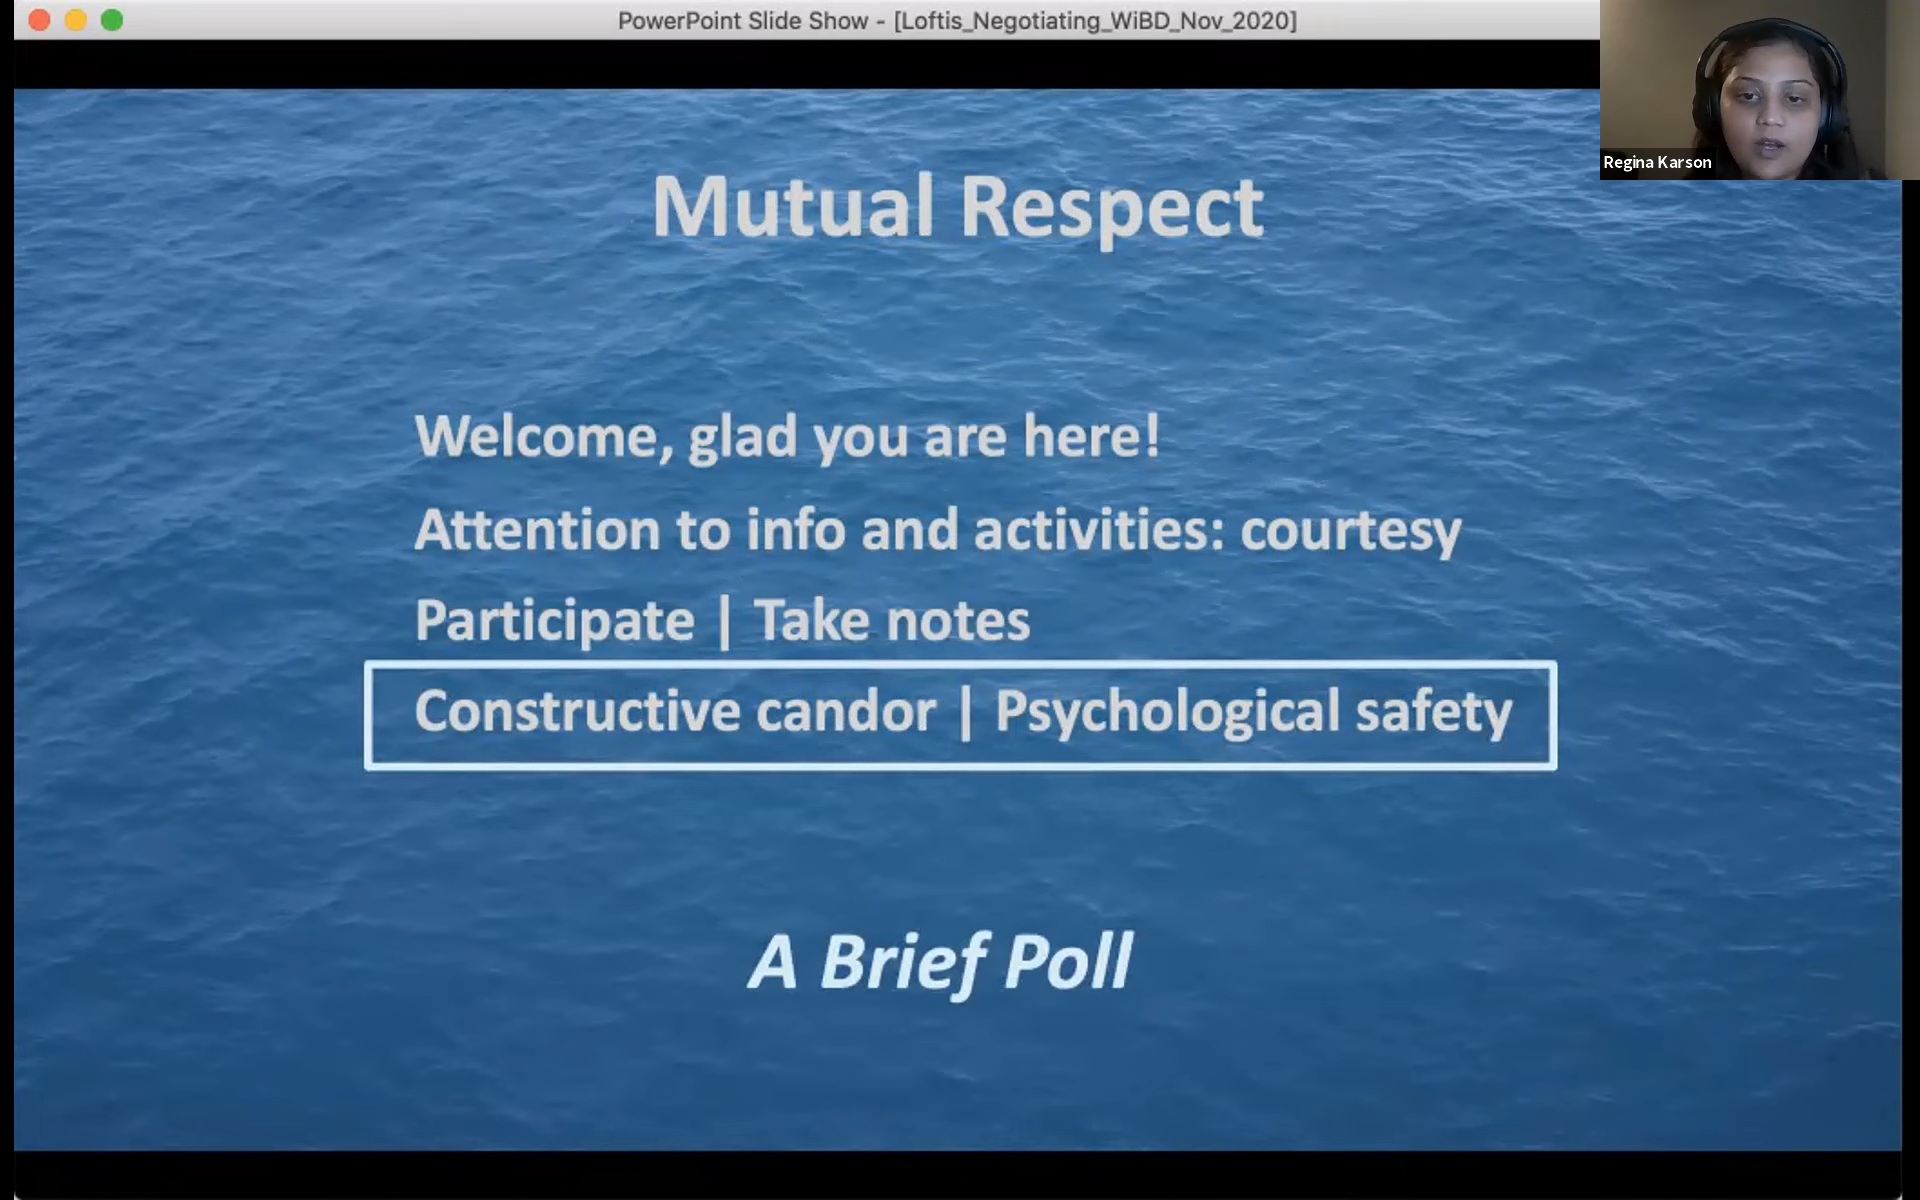 PowerPoint Slide Show - [Loftis_Negotiating_WiBD_Nov_2020]
Regina Karson
Mutual Respect
Welcome, glad you are here!
Attention to info and activities: courtesy
Participate | Take notes
Constructive candor | Psychological safety
A Brief Poll